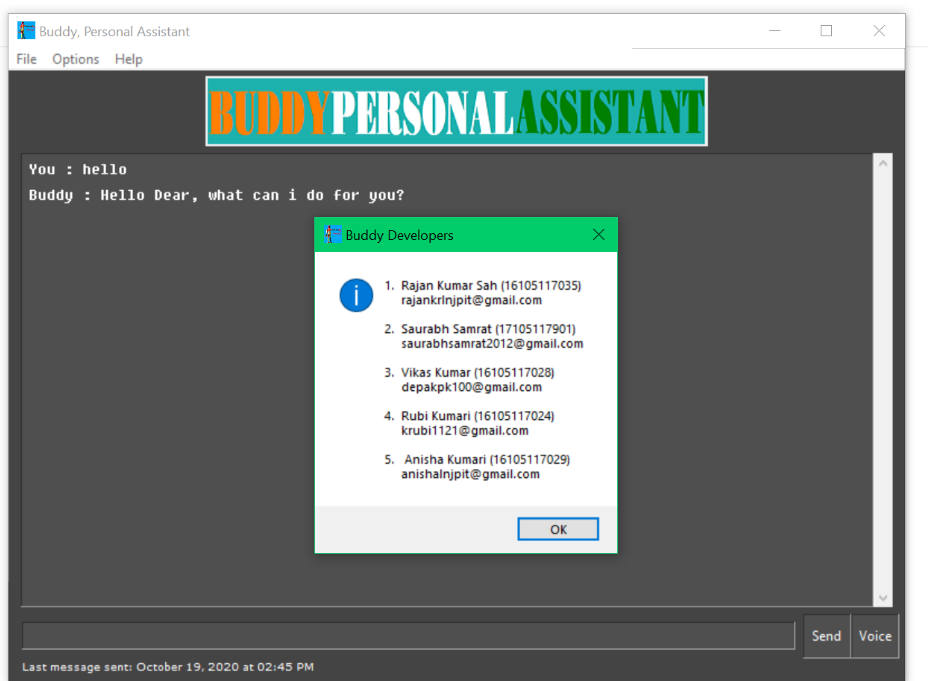 Buddy, Personal Assistant
File Options Help
BUDDYPERSONALASSISTANT
You : hello
Buddy : Hello Dear, what can i do for you?
Buddy Developers
1. Rajan Kumar Sah (16105117035)
rajankrlnjpit@gmail.com
2. Saurabh Samrat (17105117901)
saurabhsamrat2012@gmail.com
3. Vikas Kumar (16105117028)
depakpk100@gmail.com
4. Rubi Kumari (16105117024)
krubi1121@gmail.com
5. Anisha Kumari (16105117029)
anishalnjpit@gmail.com
OK
Send Voice
Last message sent: October 19, 2020 at 02:45 PM